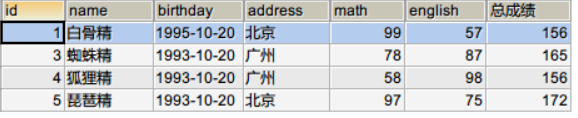 id name birthday address math english 总成绩
1 白骨精 1995-10-20 北京 99 57 156
3 蜘蛛精 1993-10-20 广州 78 87 165
4 狐狸精 1993-10-20 广州 58 98 156
5 琵琶精 1993-10-20 北京 97 75 172